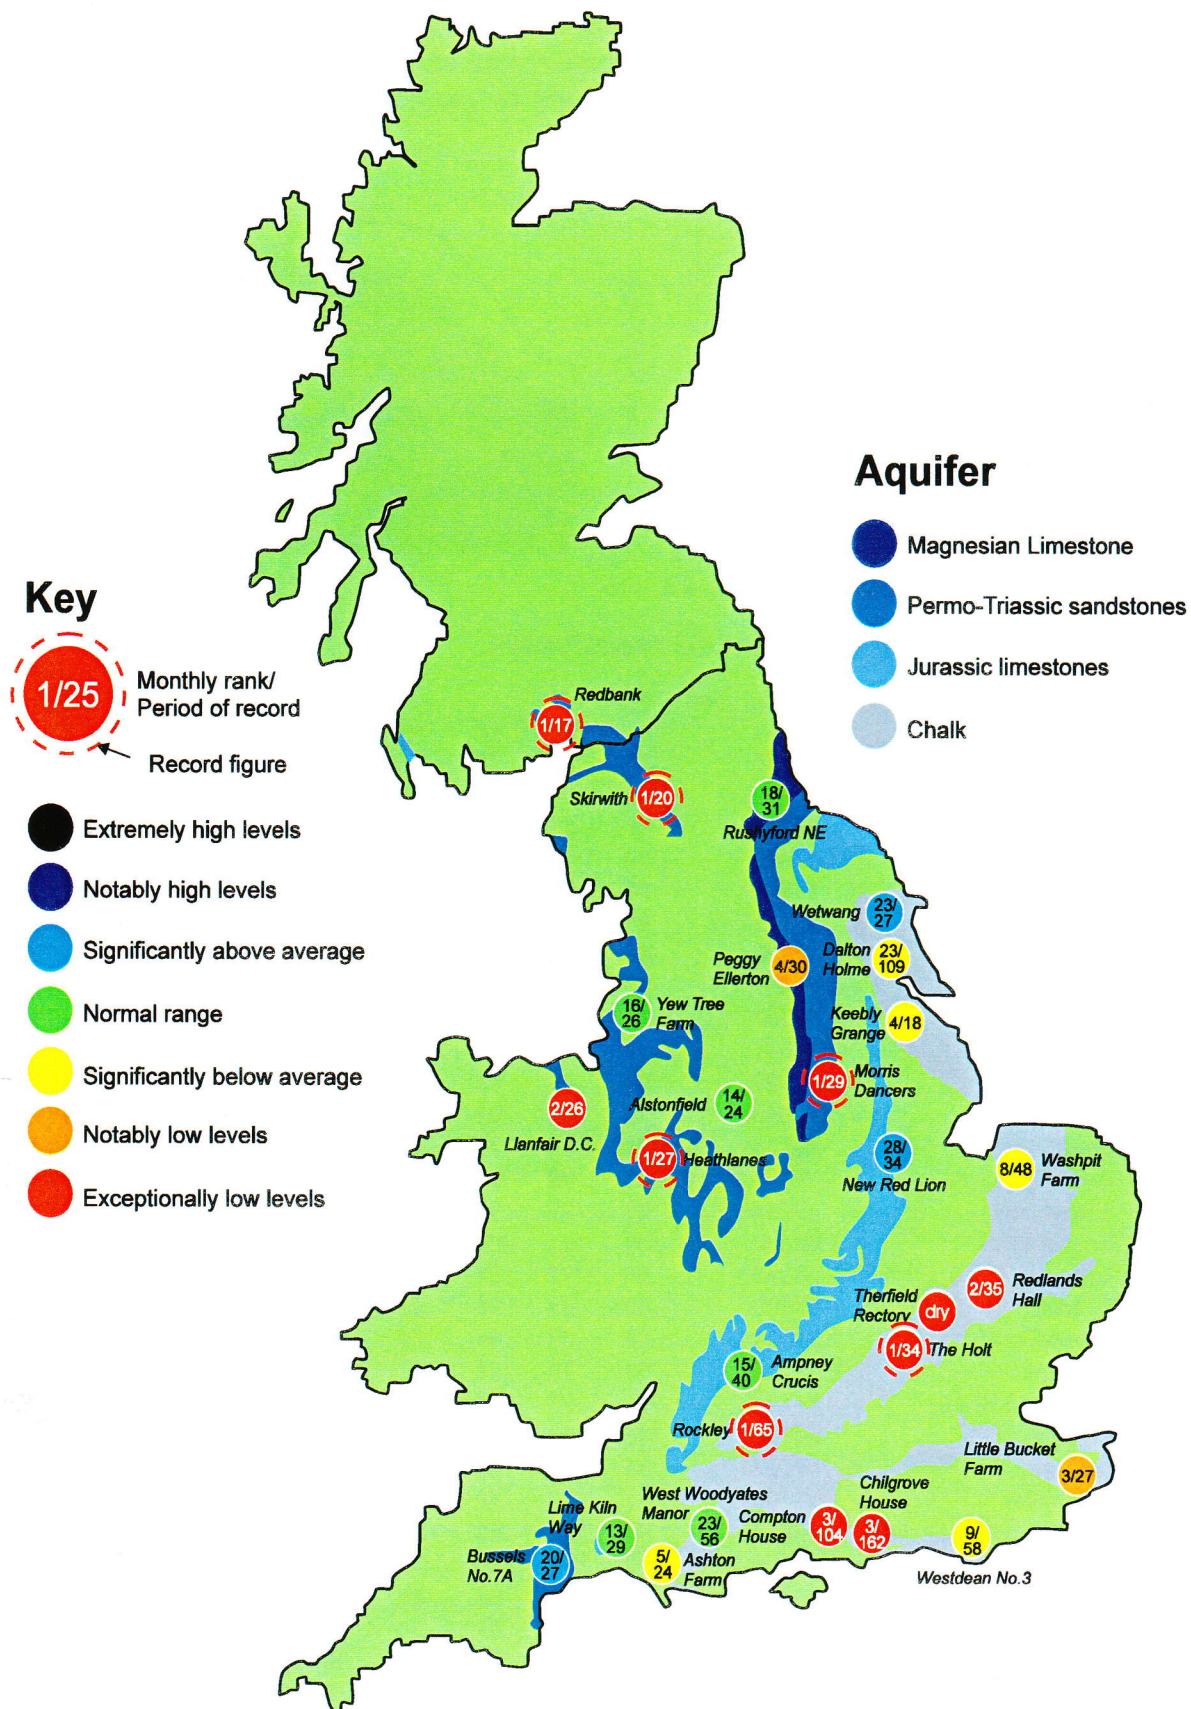 Aquifer
Magnesian Limestone
Permo-Triassic sandstones
Jurassic limestones
Chalk
Key
1/25
Monthly rank/
Period of record
Record figure
Extremely high levels
Notably high levels
Significantly above average
Normal range
Significantly below average
Notably low levels
Exceptionally low levels
Redbank
1/17
Skirwith
1/20
18/
31
Rushyford NE
Wetwang
23/
27
Dalton
Holme
23/
109
Peggy
Ellerton
4/30
Keebly
Grange
4/18
16/
26
Yew Tree
Farm
1/29
Morris
Dancers
2/26
Llanfair D.C.
Alstonfield
14/
24
1/27
Heathlanes
28/
34
New Red Lion
8/48
Washpit
Farm
2/35
Redlands
Hall
Therfield
Rectory
dry
1/34
The Holt
15/
40
Ampney
Crucis
Rockley
1/65
Little Bucket
Farm
3/27
Chilgrove
House
3/
162
West Woodyates
Manor
23/
56
Compton
House
3/
104
Lime Kiln
Way
13/
29
Bussels
No.7A
20/
27
5/
24
Ashton
Farm
9/
58
Westdean No.3